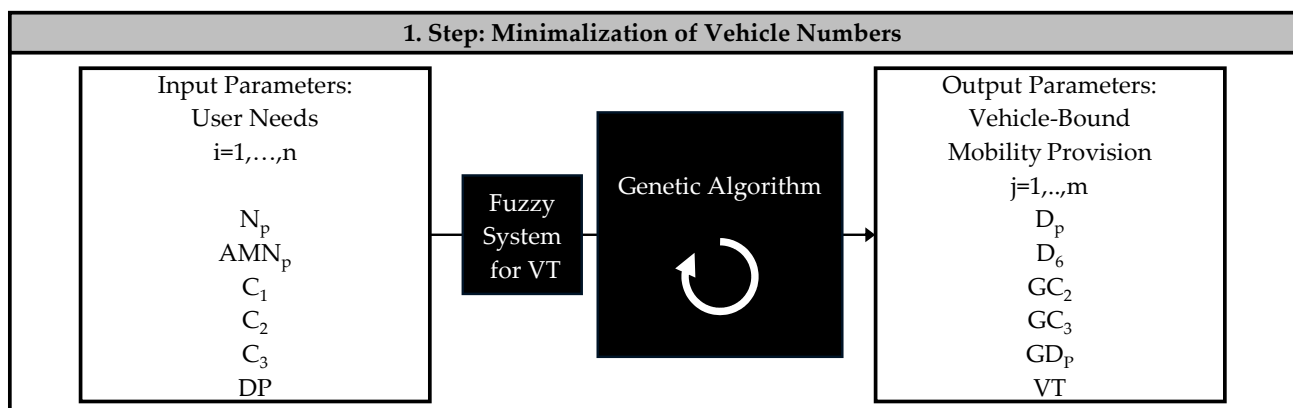 1. Step: Minimalization of Vehicle Numbers
Input Parameters:
User Needs
i=1,…,n
Nₚ
AMNₚ
C₁
C₂
C₃
DP
Fuzzy
System
for VT
Genetic Algorithm
Output Parameters:
Vehicle-Bound
Mobility Provision
j=1,..,m
Dₚ
D₆
GC₂
GC₃
GD_P
VT